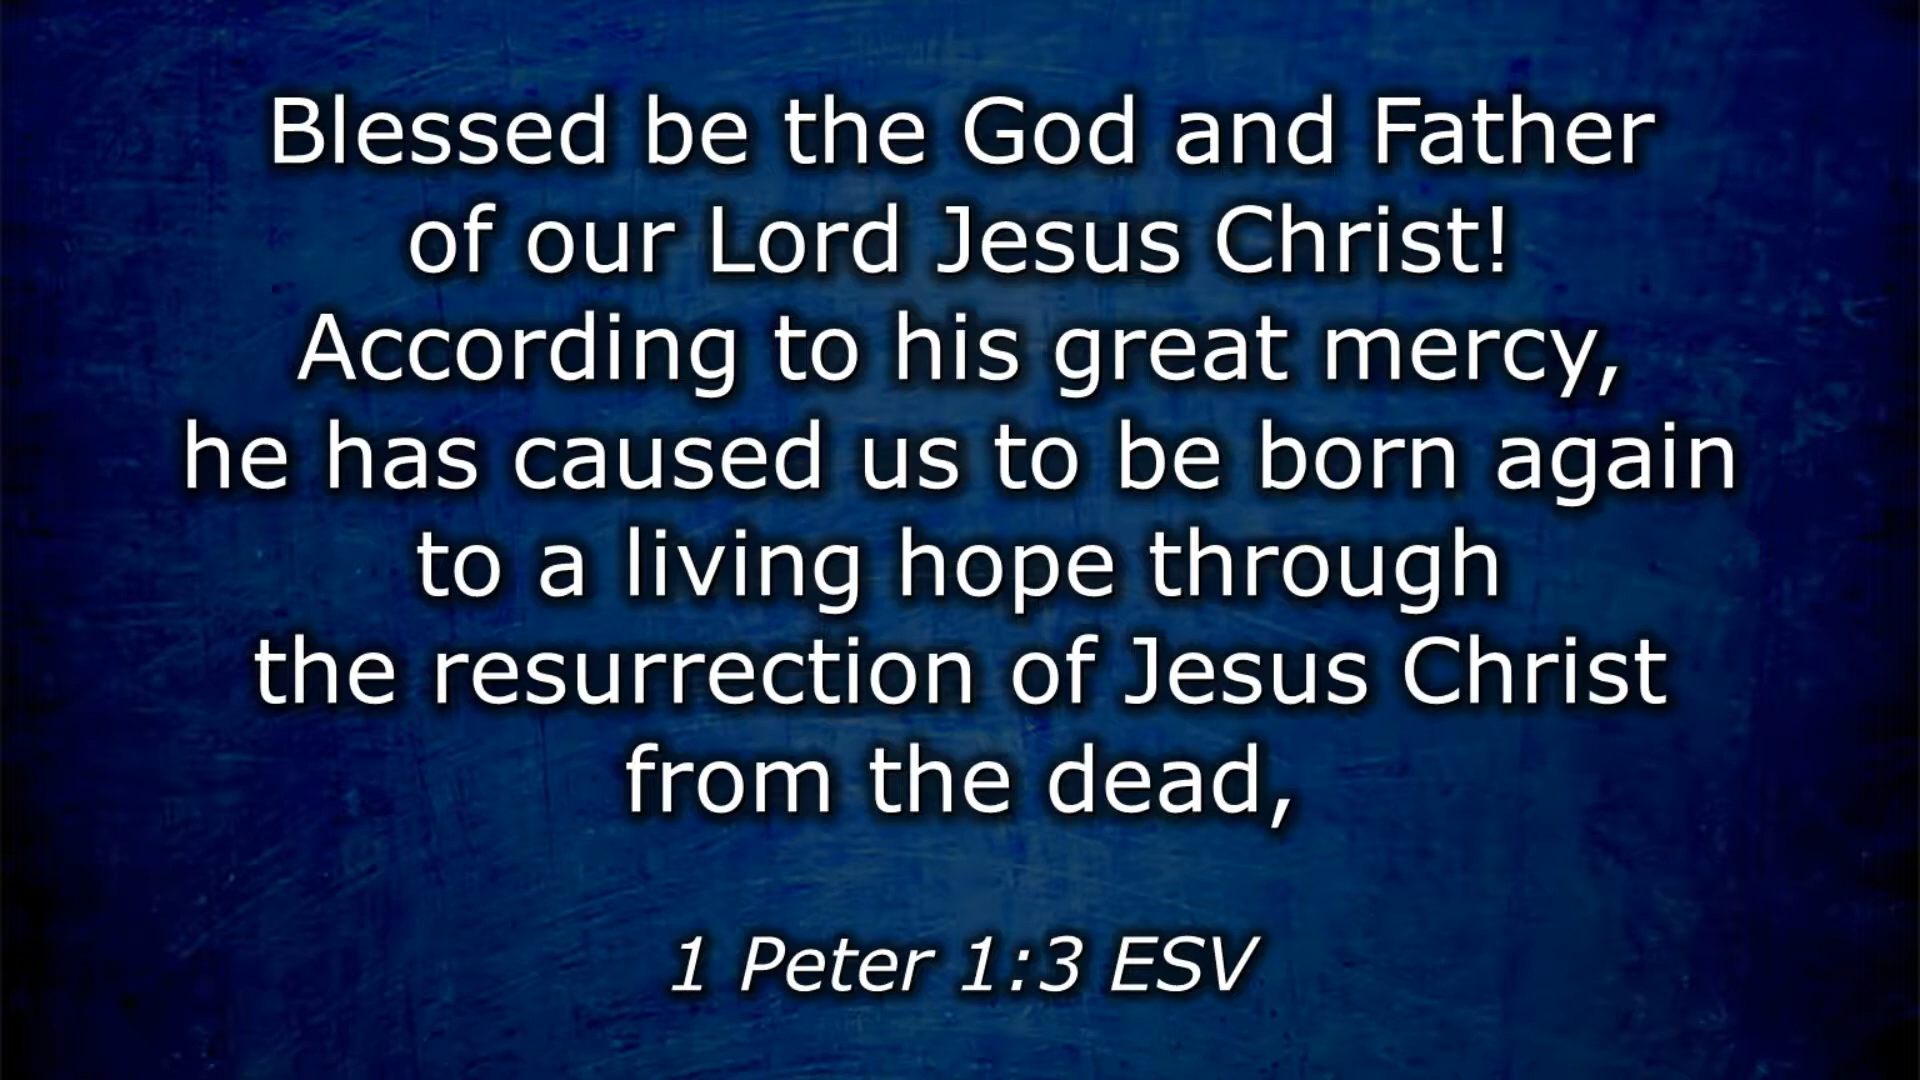 Blessed be the God and Father
of our Lord Jesus Christ!
According to his great mercy,
he has caused us to be born again
to a living hope through
the resurrection of Jesus Christ
from the dead,
1 Peter 1:3 ESV